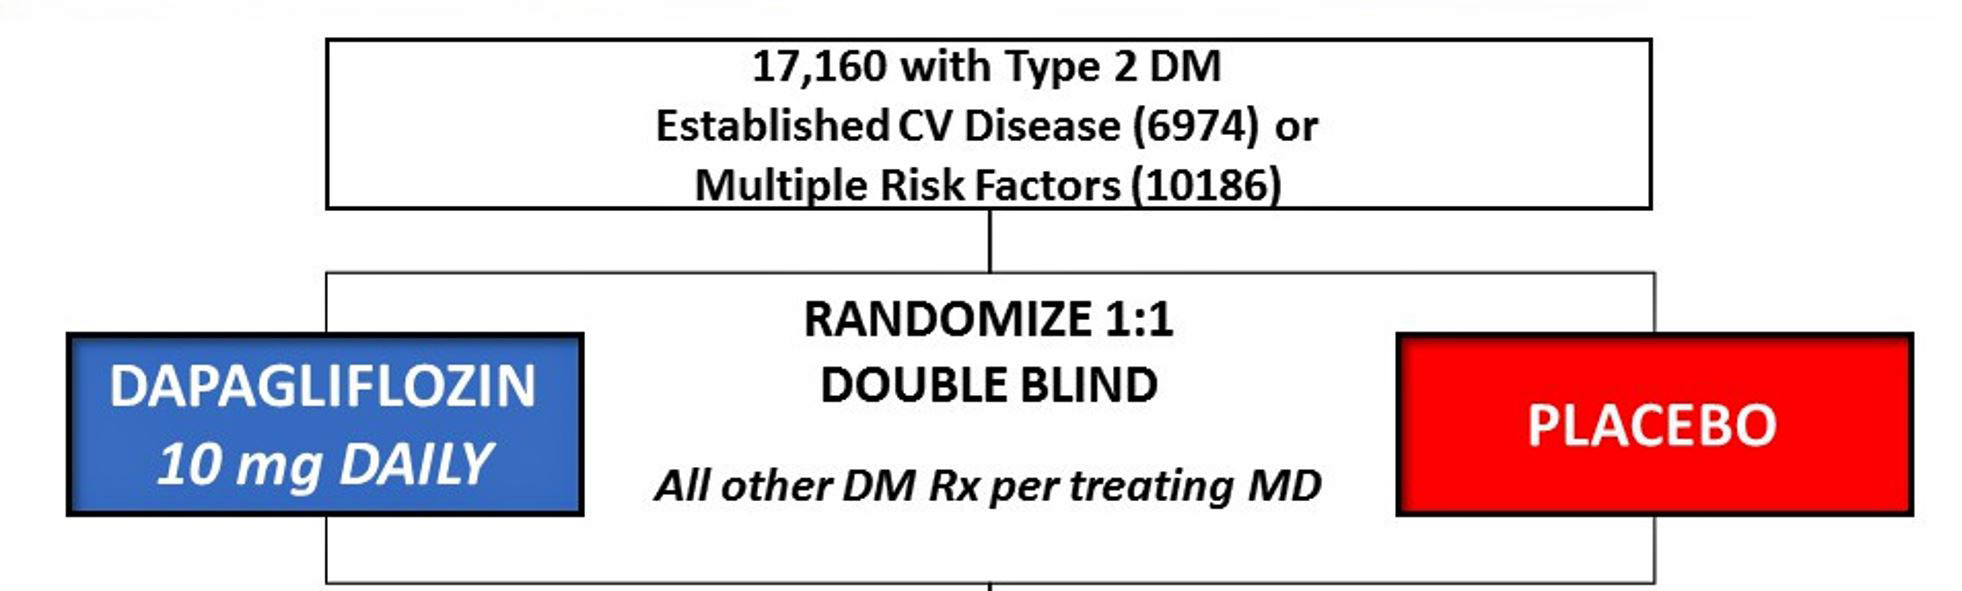 17,160 with Type 2 DM
Established CV Disease (6974) or
Multiple Risk Factors (10186)
RANDOMIZE 1:1
DOUBLE BLIND
DAPAGLIFLOZIN
10 mg DAILY
PLACEBO
All other DM Rx per treating MD